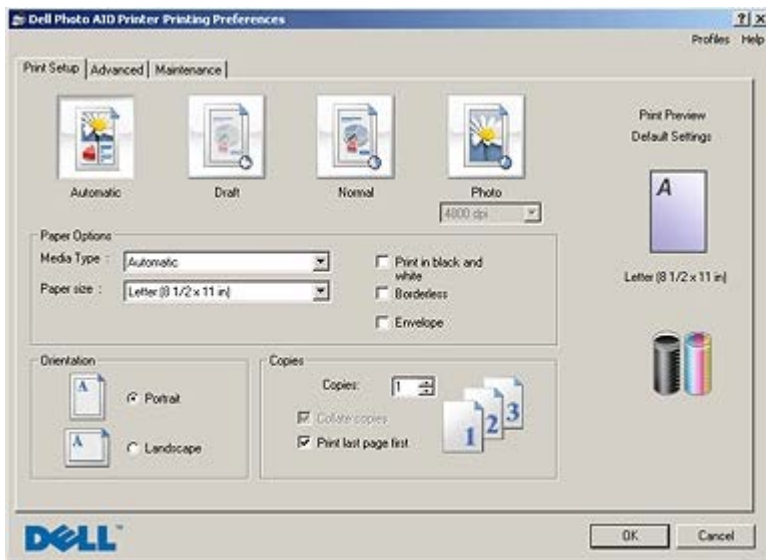 Dell Photo AIO Printer Printing Preferences
Profiles Help
Print Setup Advanced Maintenance
Automatic
Draft
Normal
Photo
4800 dpi
Print Preview
Default Settings
A
Letter (8 1/2 x 11 in)
Paper Options
Media Type : Automatic
Paper size : Letter (8 1/2 x 11 in)
Print in black and
white
Borderless
Envelope
Orientation
A
Portrait
A
Landscape
Copies
Copies: 1
Collate copies
Print last page first
1 2 3
DELL™
OK Cancel